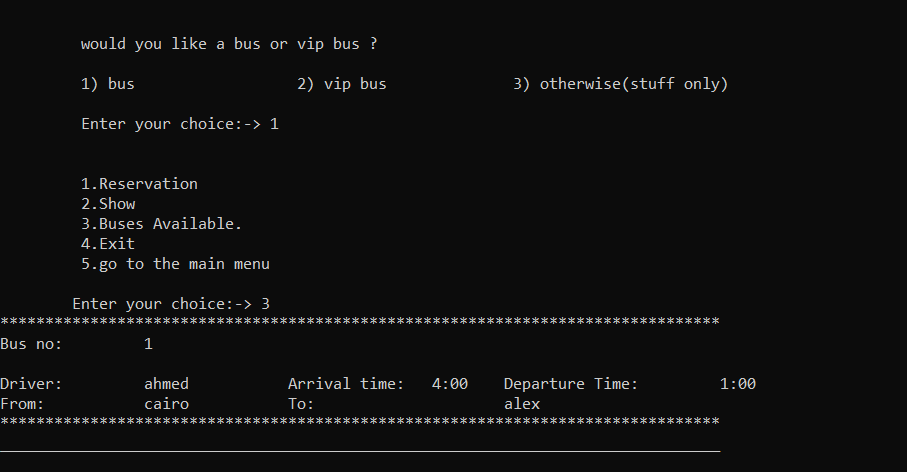 would you like a bus or vip bus ?
1) bus 2) vip bus 3) otherwise(stuff only)
Enter your choice:-> 1
1.Reservation
2.Show
3.Buses Available.
4.Exit
5.go to the main menu
Enter your choice:-> 3
********************************************************************************
Bus no: 1
Driver: ahmed Arrival time: 4:00 Departure Time: 1:00
From: cairo To: alex
********************************************************************************
________________________________________________________________________________